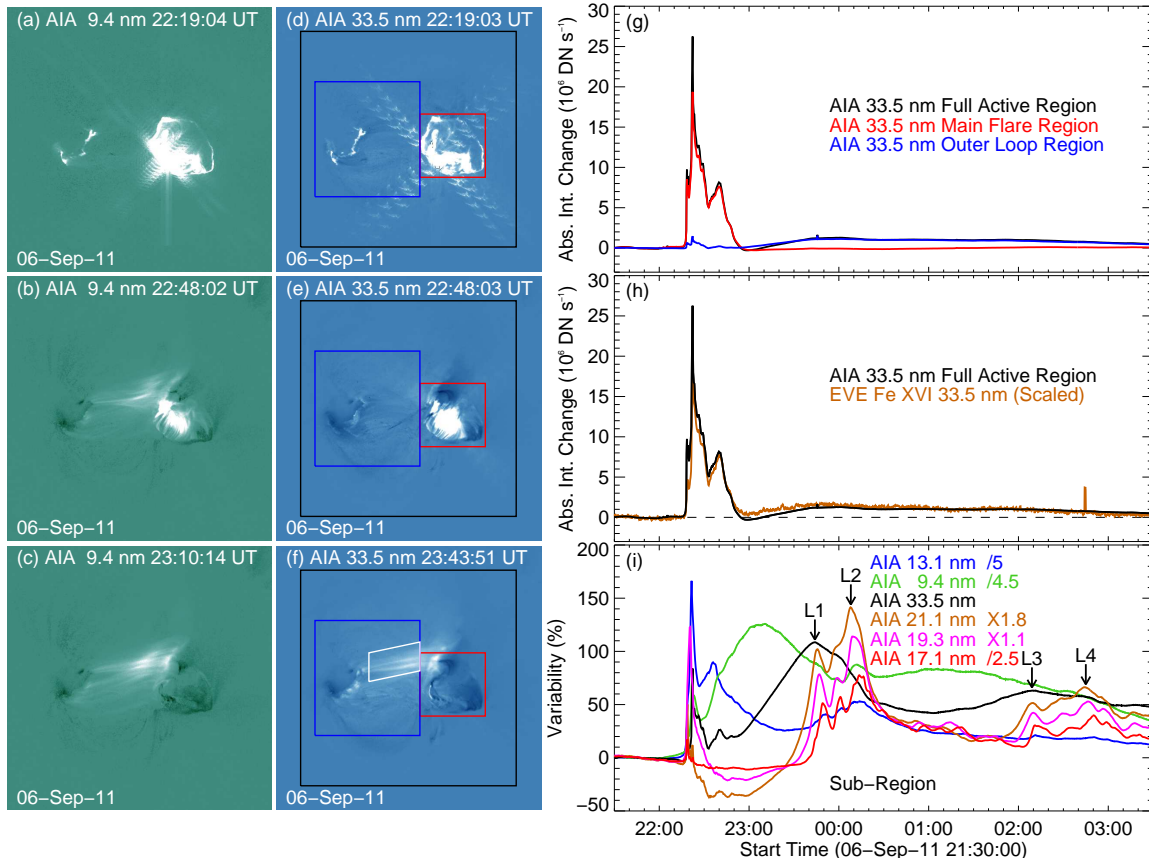 (a) AIA 9.4 nm 22:19:04 UT
06-Sep-11
(d) AIA 33.5 nm 22:19:03 UT
06-Sep-11
(b) AIA 9.4 nm 22:48:02 UT
06-Sep-11
(e) AIA 33.5 nm 22:48:03 UT
06-Sep-11
(c) AIA 9.4 nm 23:10:14 UT
06-Sep-11
(f) AIA 33.5 nm 23:43:51 UT
06-Sep-11
(g)
Abs. Int. Change (10⁶ DN s⁻¹)
30
25
20
15
10
5
0
AIA 33.5 nm Full Active Region
AIA 33.5 nm Main Flare Region
AIA 33.5 nm Outer Loop Region
(h)
Abs. Int. Change (10⁶ DN s⁻¹)
30
25
20
15
10
5
0
AIA 33.5 nm Full Active Region
EVE Fe XVI 33.5 nm (Scaled)
(i)
Variability (%)
200
150
100
50
0
−50
AIA 13.1 nm /5
AIA 9.4 nm /4.5
AIA 33.5 nm
AIA 21.1 nm X1.8
AIA 19.3 nm X1.1
AIA 17.1 nm /2.5
L1
L2
L3
L4
Sub−Region
22:00 23:00 00:00 01:00 02:00 03:00
Start Time (06−Sep−11 21:30:00)